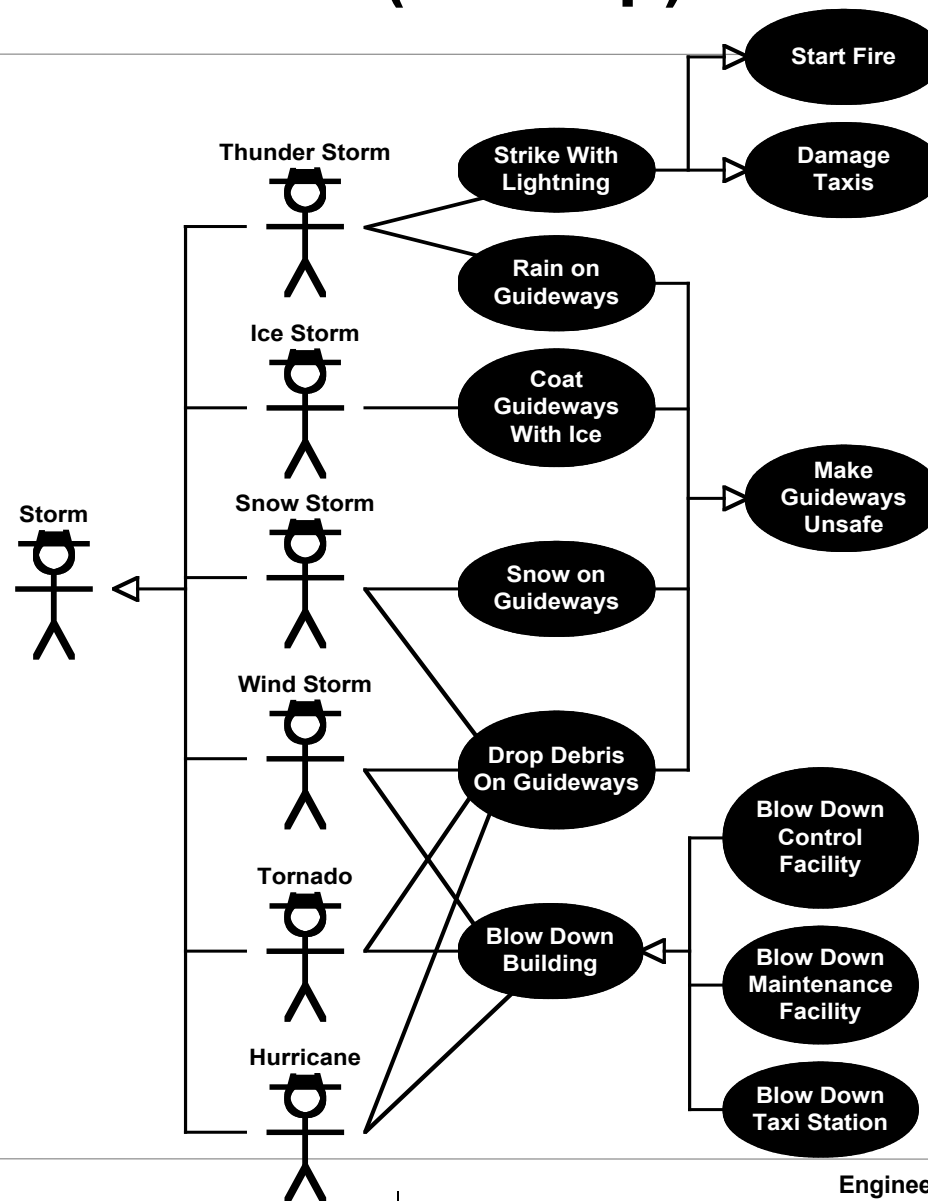 Start Fire
Thunder Storm
Strike With
Lightning
Damage
Taxis
Rain on
Guideways
Ice Storm
Coat
Guideways
With Ice
Make
Guideways
Unsafe
Snow Storm
Storm
Snow on
Guideways
Wind Storm
Drop Debris
On Guideways
Blow Down
Control
Facility
Tornado
Blow Down
Building
Blow Down
Maintenance
Facility
Hurricane
Blow Down
Taxi Station